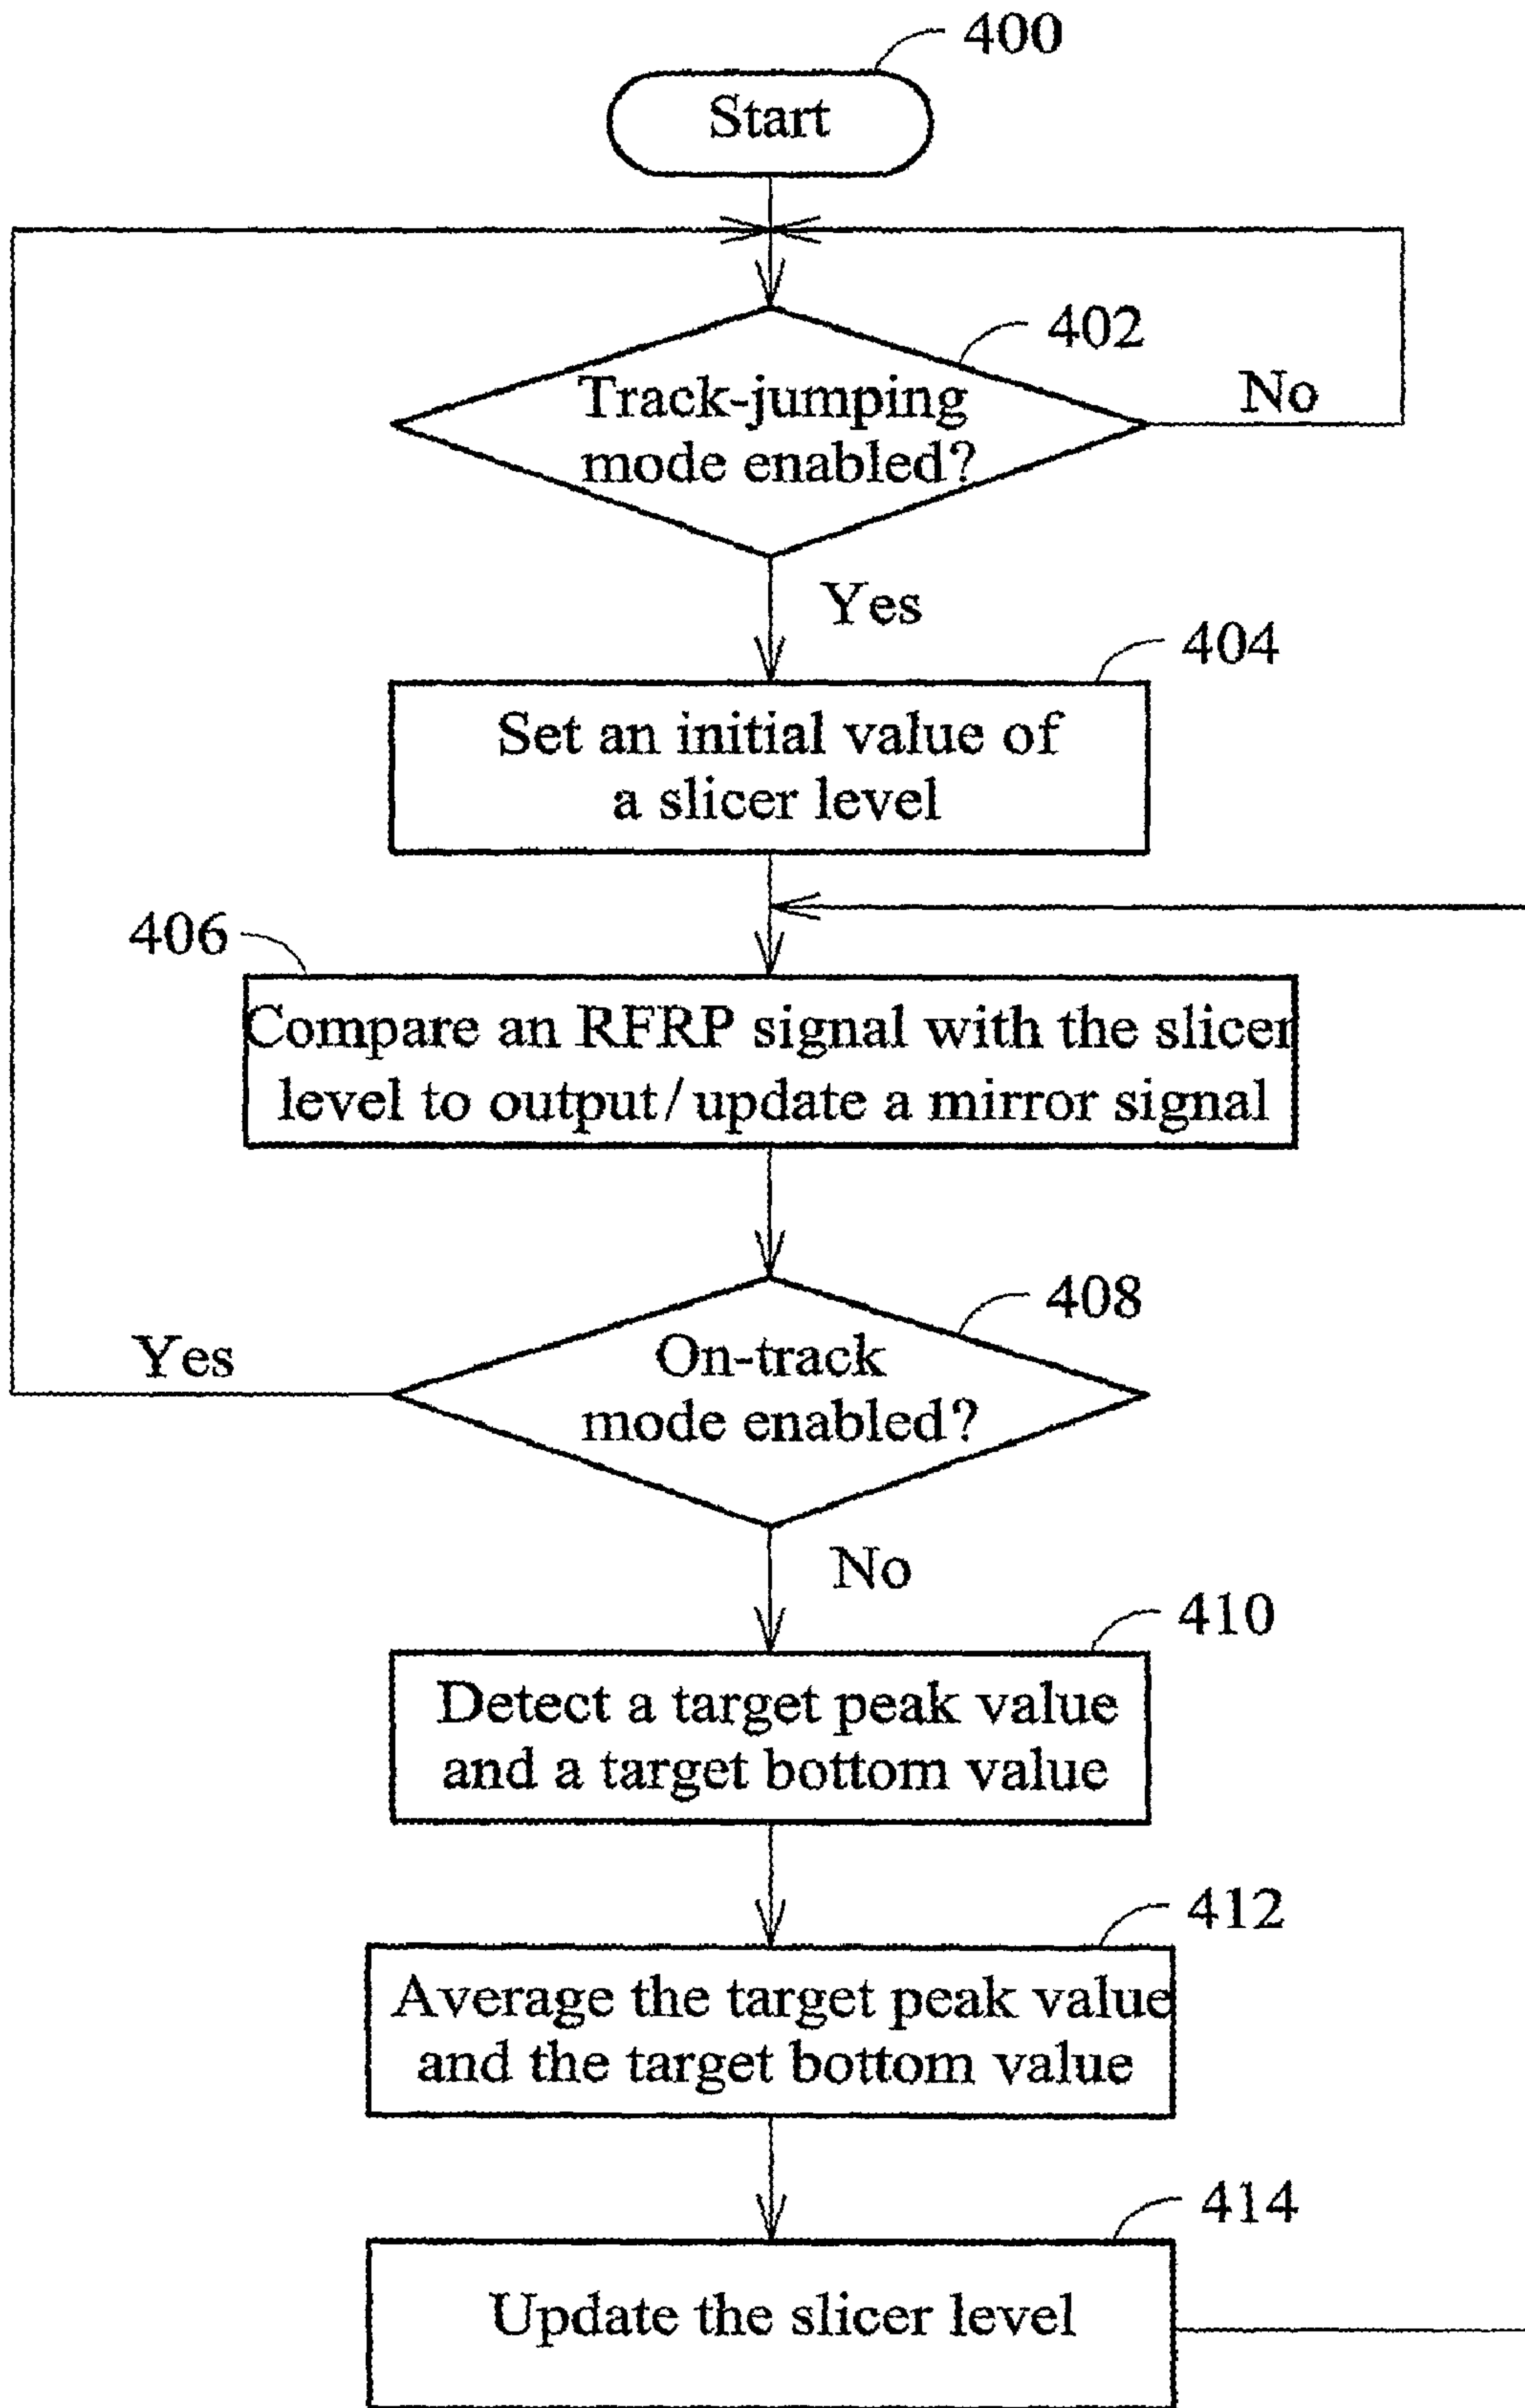 400
Start
402
Track-jumping
mode enabled?
No
Yes
404
Set an initial value of
a slicer level
406
Compare an RFRP signal with the slicer
level to output/update a mirror signal
408
On-track
mode enabled?
Yes
No
410
Detect a target peak value
and a target bottom value
412
Average the target peak value
and the target bottom value
414
Update the slicer level